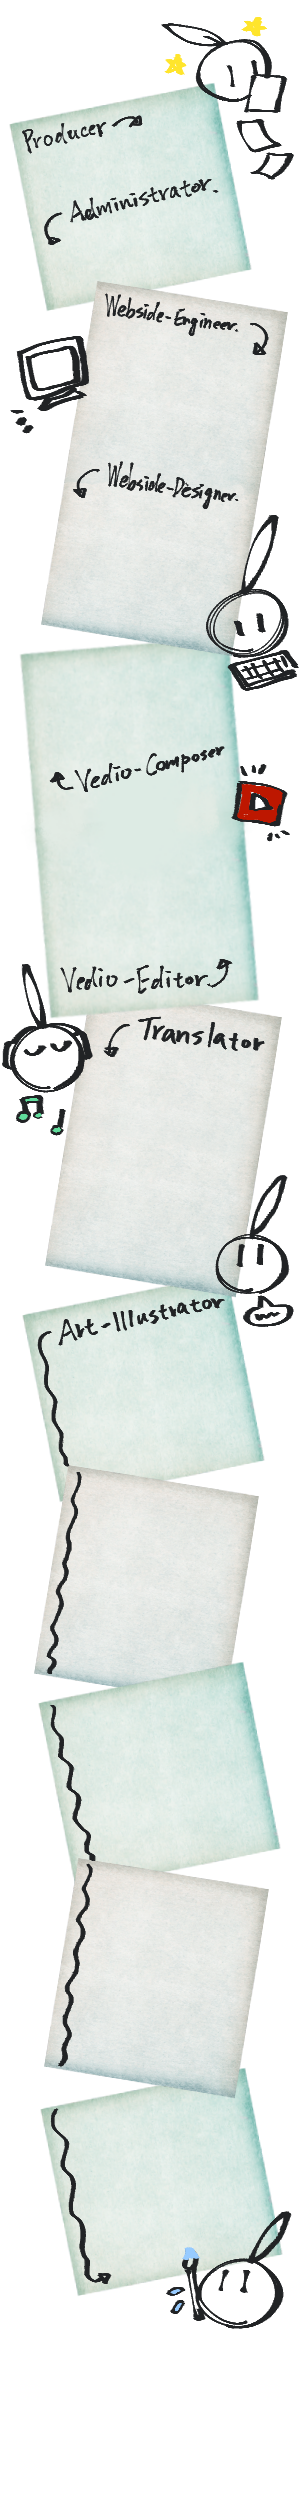 Producer
Administrator.
Webside-Engineer.
Webside-Designer.
Vedio-Composer
Vedio-Editor.
Translator
Art-Illustrator